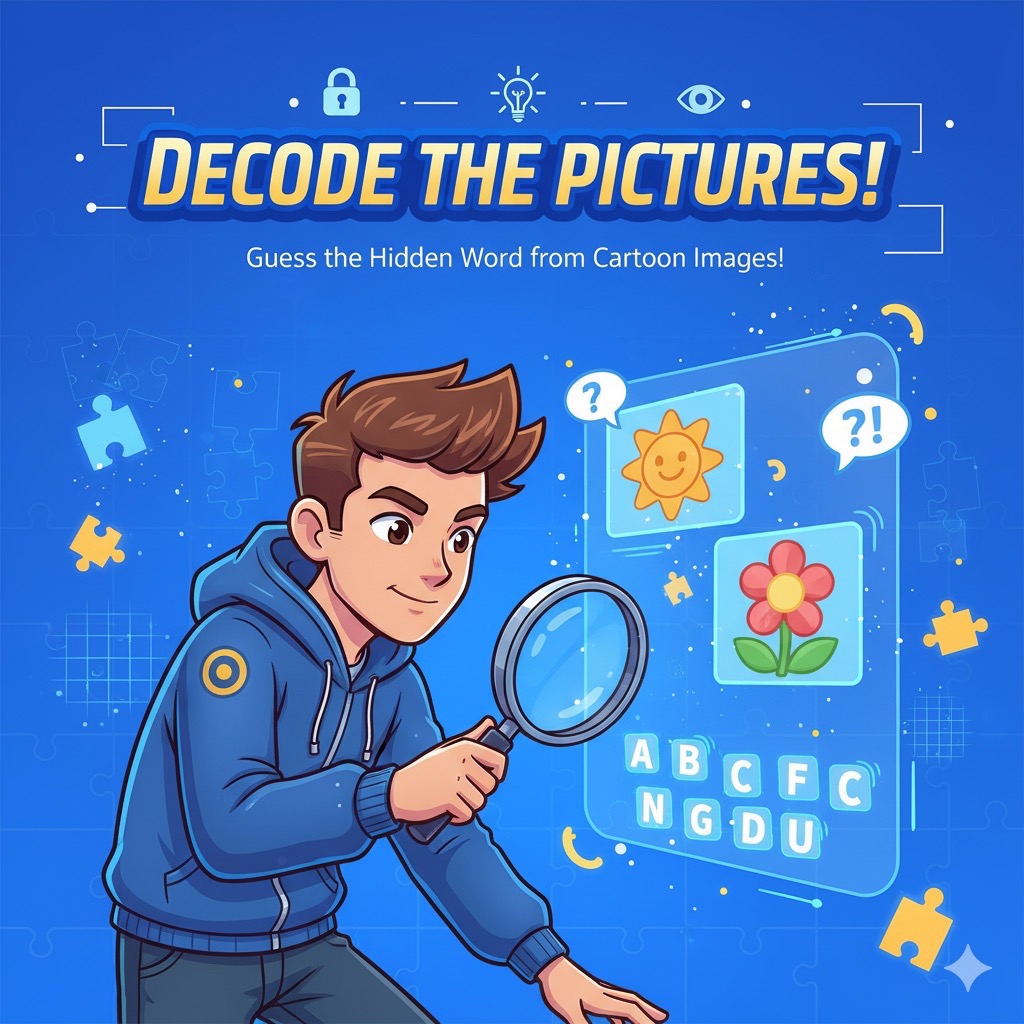 DECODE THE PICTURES!
Guess the Hidden Word from Cartoon Images!
?
?!
A B C F C
N G D U